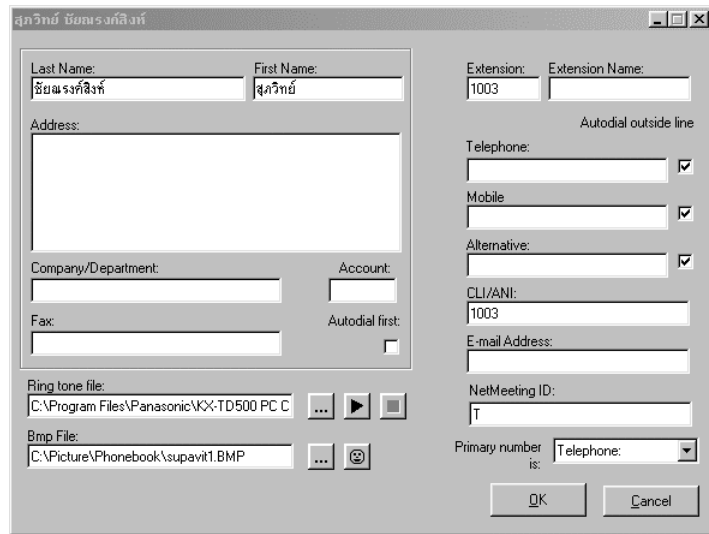 สุภวิทย์ ชัยณรงค์สิงห์
Last Name:
ชัยณรงค์สิงห์
First Name:
สุภวิทย์
Address:
Company/Department:
Account:
Fax:
Autodial first:
Ring tone file:
C:\Program Files\Panasonic\KX-TD500 PC C
...
Bmp File:
C:\Picture\Phonebook\supavit1.BMP
...
Extension:
1003
Extension Name:
Autodial outside line
Telephone:
Mobile
Alternative:
CLI/ANI:
1003
E-mail Address:
NetMeeting ID:
T
Primary number
is:
Telephone:
OK
Cancel